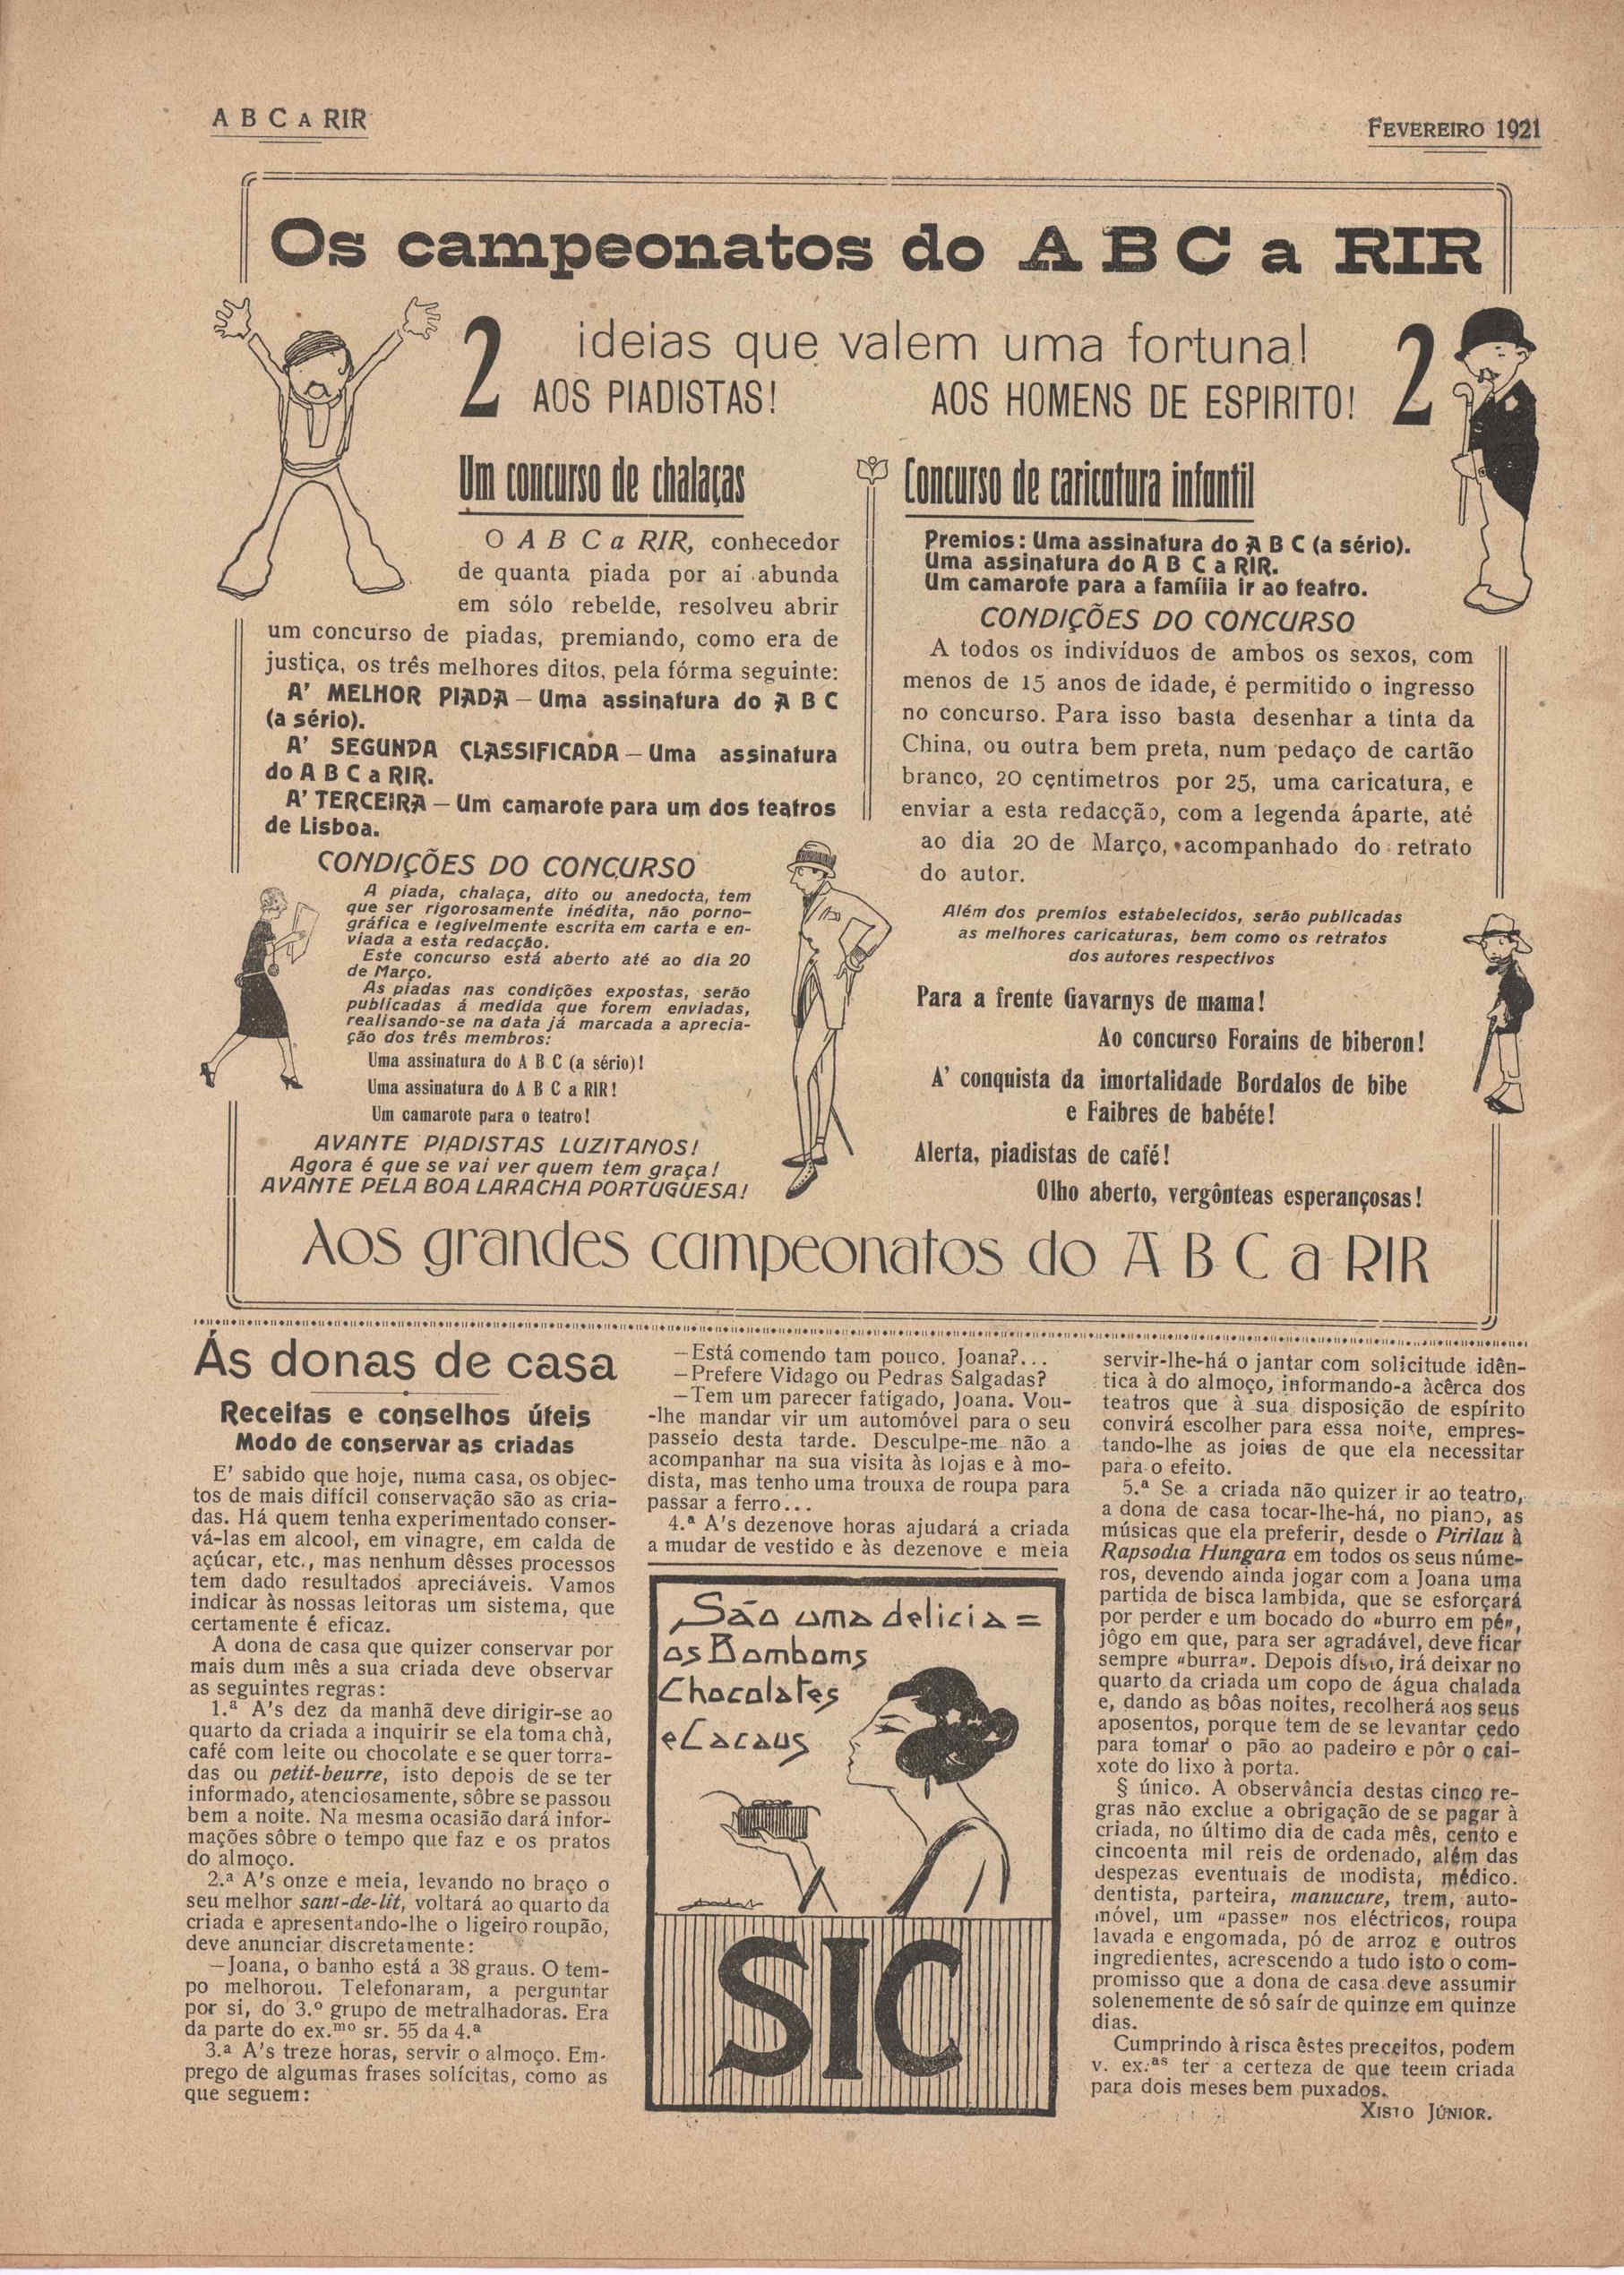 A B C A RIR
FEVEREIRO 1921
Os campeonatos do A B C a RIR
2 ideias que valem uma fortuna! 2
AOS PIADISTAS! AOS HOMENS DE ESPIRITO!
Um concurso de chalaças
O A B C a RIR, conhecedor
de quanta piada por ai abunda
em sólo rebelde, resolveu abrir
um concurso de piadas, premiando, como era de
justiça, os três melhores ditos, pela fórma seguinte:
A' MELHOR PIADA — Uma assinatura do A B C
(a sério).
A' SEGUNDA CLASSIFICADA — Uma assinatura
do A B C a RIR.
A' TERCEIRA — Um camarote para um dos teatros
de Lisboa.
CONDIÇÕES DO CONCURSO
A piada, chalaça, dito ou anedocta, tem
que ser rigorosamente inédita, não porno-
gráfica e legivelmente escrita em carta e en-
viada a esta redacção.
Este concurso está aberto até ao dia 20
de Março.
As piadas nas condições expostas, serão
publicadas á medida que forem enviadas,
realisando-se na data já marcada a aprecia-
ção dos três membros:
Uma assinatura do A B C (a sério)!
Uma assinatura do A B C a RIR!
Um camarote para o teatro!
AVANTE PIADISTAS LUZITANOS!
Agora é que se vai ver quem tem graça!
AVANTE PELA BOA LARACHA PORTUGUESA!
Concurso de caricatura infantil
Premios: Uma assinatura do A B C (a sério).
Uma assinatura do A B C a RIR.
Um camarote para a famíiia ir ao teatro.
CONDIÇÕES DO CONCURSO
A todos os indivíduos de ambos os sexos, com
menos de 15 anos de idade, é permitido o ingresso
no concurso. Para isso basta desenhar a tinta da
China, ou outra bem preta, num pedaço de cartão
branco, 20 centimetros por 25, uma caricatura, e
enviar a esta redacção, com a legenda áparte, até
ao dia 20 de Março, acompanhado do retrato
do autor.
Além dos premios estabelecidos, serão publicadas
as melhores caricaturas, bem como os retratos
dos autores respectivos
Para a frente Gavarnys de mama!
Ao concurso Forains de biberon!
A' conquista da imortalidade Bordalos de bibe
e Faibres de babéte!
Alerta, piadistas de café!
Olho aberto, vergônteas esperançosas!
Aos grandes campeonatos do A B C a RIR
Ás donas de casa
Receitas e conselhos úteis
Modo de conservar as criadas
E' sabido que hoje, numa casa, os objec-
tos de mais difícil conservação são as cria-
das. Há quem tenha experimentado conser-
vá-las em alcool, em vinagre, em calda de
açúcar, etc., mas nenhum dêsses processos
tem dado resultados apreciáveis. Vamos
indicar às nossas leitoras um sistema, que
certamente é eficaz.
A dona de casa que quizer conservar por
mais dum mês a sua criada deve observar
as seguintes regras:
1.ª A's dez da manhã deve dirigir-se ao
quarto da criada a inquirir se ela toma chà,
café com leite ou chocolate e se quer torra-
das ou petit-beurre, isto depois de se ter
informado, atenciosamente, sôbre se passou
bem a noite. Na mesma ocasião dará infor-
mações sôbre o tempo que faz e os pratos
do almoço.
2.ª A's onze e meia, levando no braço o
seu melhor saut-de-lit, voltará ao quarto da
criada e apresentando-lhe o ligeiro roupão,
deve anunciar discretamente:
—Joana, o banho está a 38 graus. O tem-
po melhorou. Telefonaram, a perguntar
por si, do 3.º grupo de metralhadoras. Era
da parte do ex.mo sr. 55 da 4.ª
3.ª A's treze horas, servir o almoço. Em-
prego de algumas frases solícitas, como as
que seguem:
—Está comendo tam pouco, Joana?...
—Prefere Vidago ou Pedras Salgadas?
—Tem um parecer fatigado, Joana. Vou-
-lhe mandar vir um automóvel para o seu
passeio desta tarde. Desculpe-me não a
acompanhar na sua visita às lojas e à mo-
dista, mas tenho uma trouxa de roupa para
passar a ferro...
4.ª A's dezenove horas ajudará a criada
a mudar de vestido e às dezenove e meia
São uma delicia =
os Bomboms
Chocolates
e Cacaus
SIC
servir-lhe-há o jantar com solicitude idên-
tica à do almoço, informando-a àcêrca dos
teatros que à sua disposição de espírito
convirá escolher para essa noite, empres-
tando-lhe as joias de que ela necessitar
para o efeito.
5.ª Se a criada não quizer ir ao teatro,
a dona de casa tocar-lhe-há, no piano, as
músicas que ela preferir, desde o Pirilau à
Rapsodia Hungara em todos os seus núme-
ros, devendo ainda jogar com a Joana uma
partida de bisca lambida, que se esforçará
por perder e um bocado do «burro em pé»,
jôgo em que, para ser agradável, deve ficar
sempre «burra». Depois disto, irá deixar no
quarto da criada um copo de água chalada
e, dando as bôas noites, recolherá aos seus
aposentos, porque tem de se levantar cedo
para tomar o pão ao padeiro e pôr o cai-
xote do lixo à porta.
§ único. A observância destas cinco re-
gras não exclue a obrigação de se pagar à
criada, no último dia de cada mês, cento e
cincoenta mil reis de ordenado, além das
despezas eventuais de modista, médico.
dentista, parteira, manucure, trem, auto-
móvel, um «passe» nos eléctricos, roupa
lavada e engomada, pó de arroz e outros
ingredientes, acrescendo a tudo isto o com-
promisso que a dona de casa deve assumir
solenemente de só saír de quinze em quinze
dias.
Cumprindo à risca êstes preceitos, podem
v. ex.as ter a certeza de que teem criada
para dois meses bem puxados.
XISTO JÚNIOR.